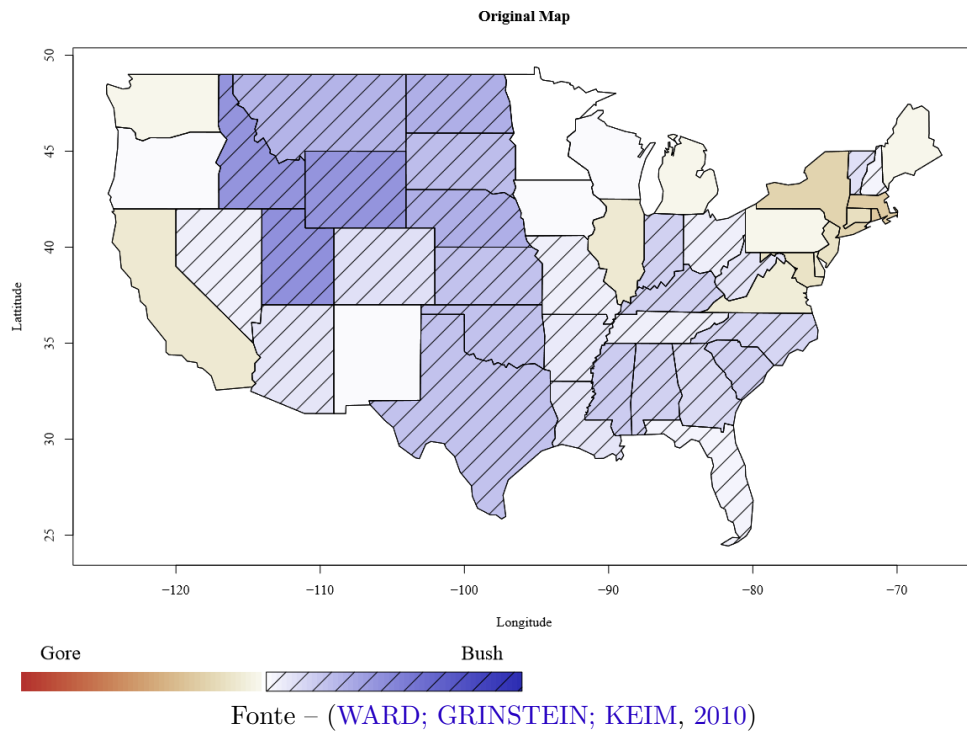 Original Map
50
45
40
35
30
25
Lattitude
−120 −110 −100 −90 −80 −70
Longitude
Gore Bush
Fonte – (WARD; GRINSTEIN; KEIM, 2010)